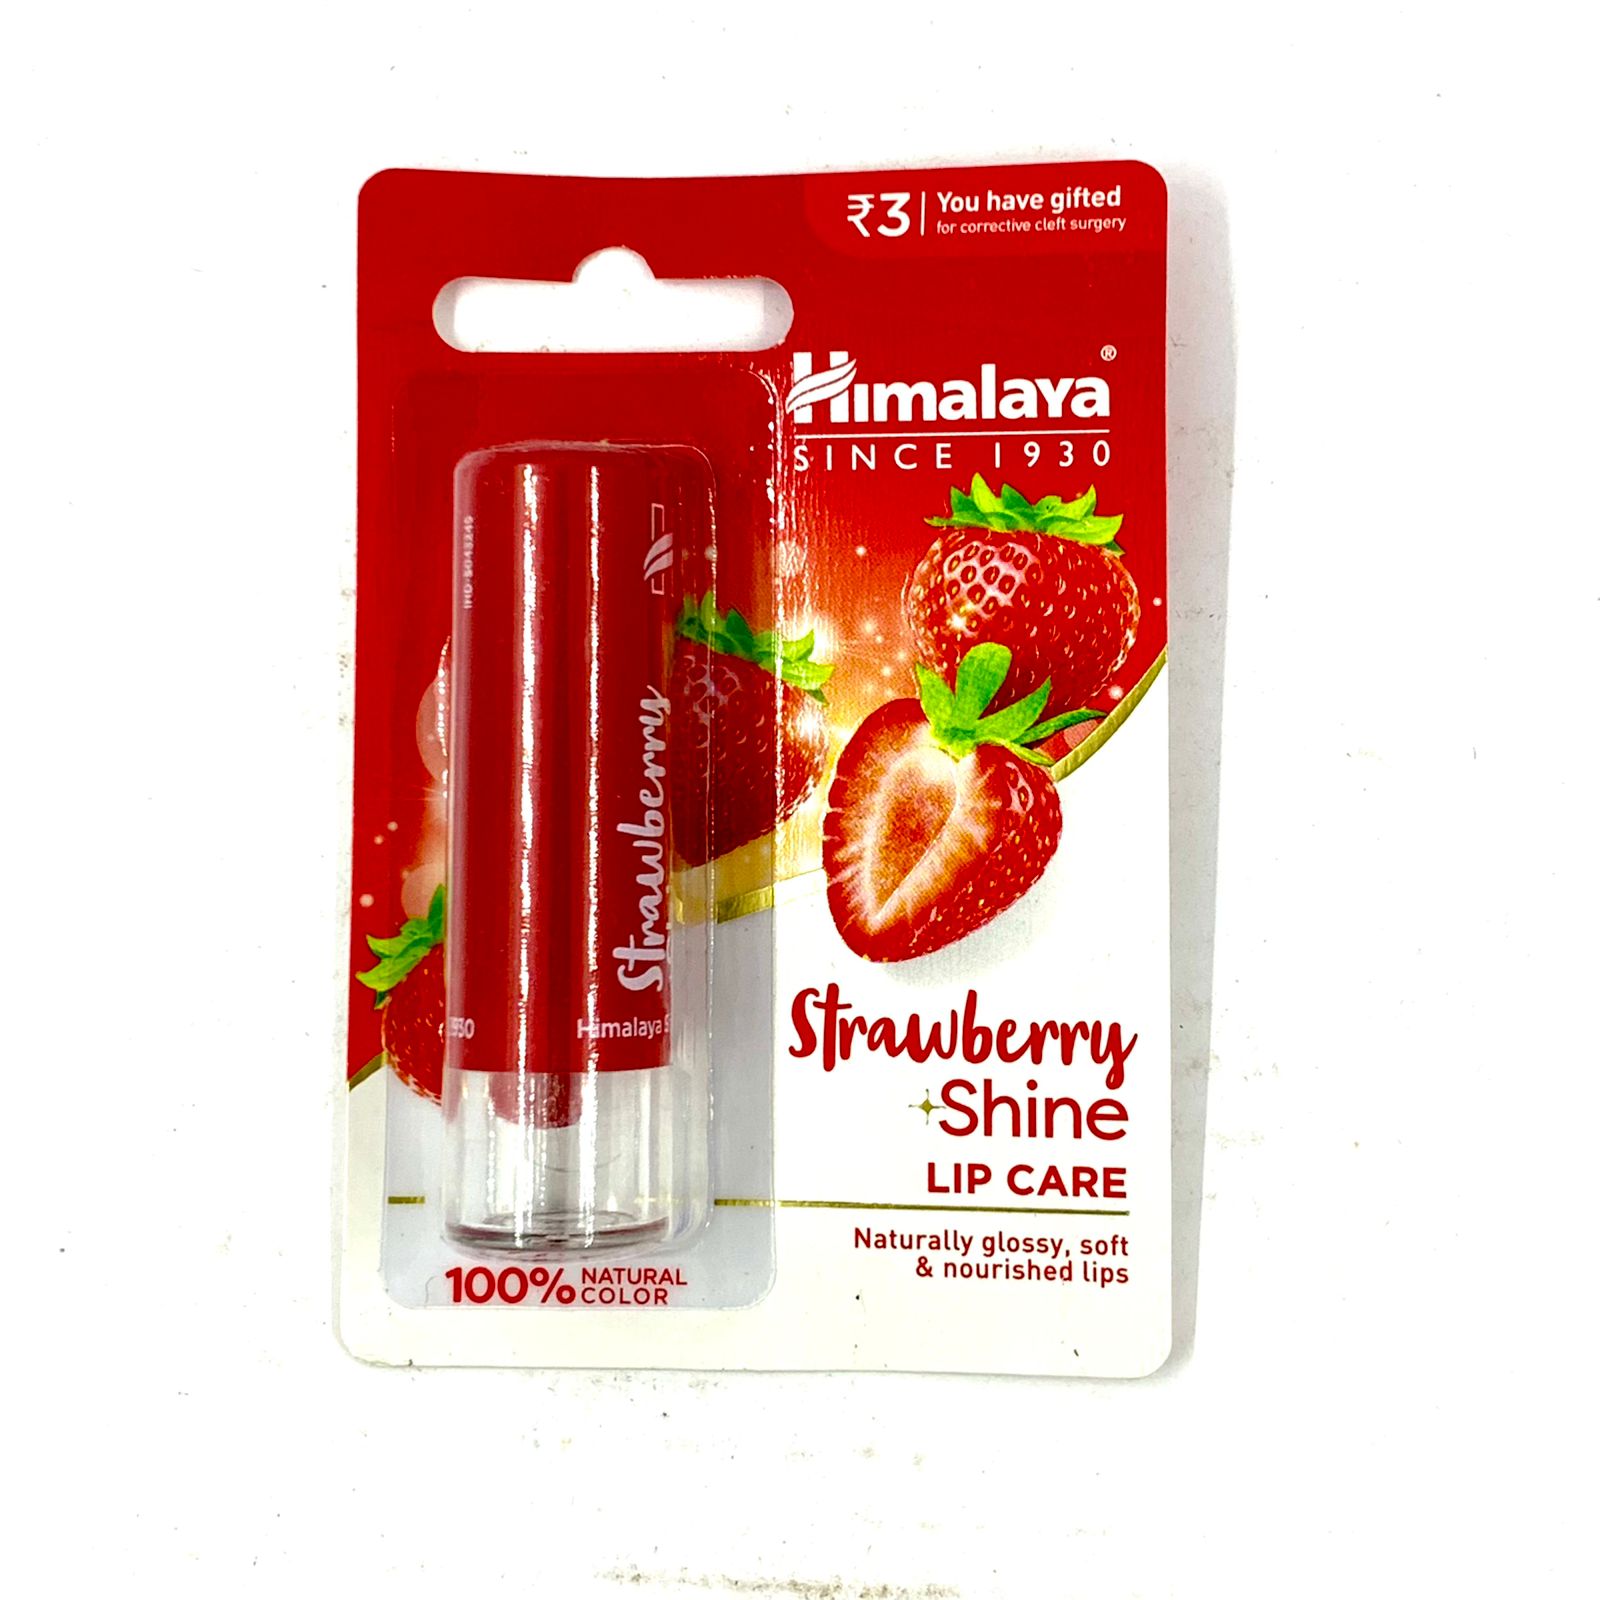 ₹3 You have gifted
for corrective cleft surgery
Himalaya®
SINCE 1930
Strawberry
1930
Himalaya
Strawberry
Shine
LIP CARE
Naturally glossy, soft
& nourished lips
100% NATURAL
COLOR